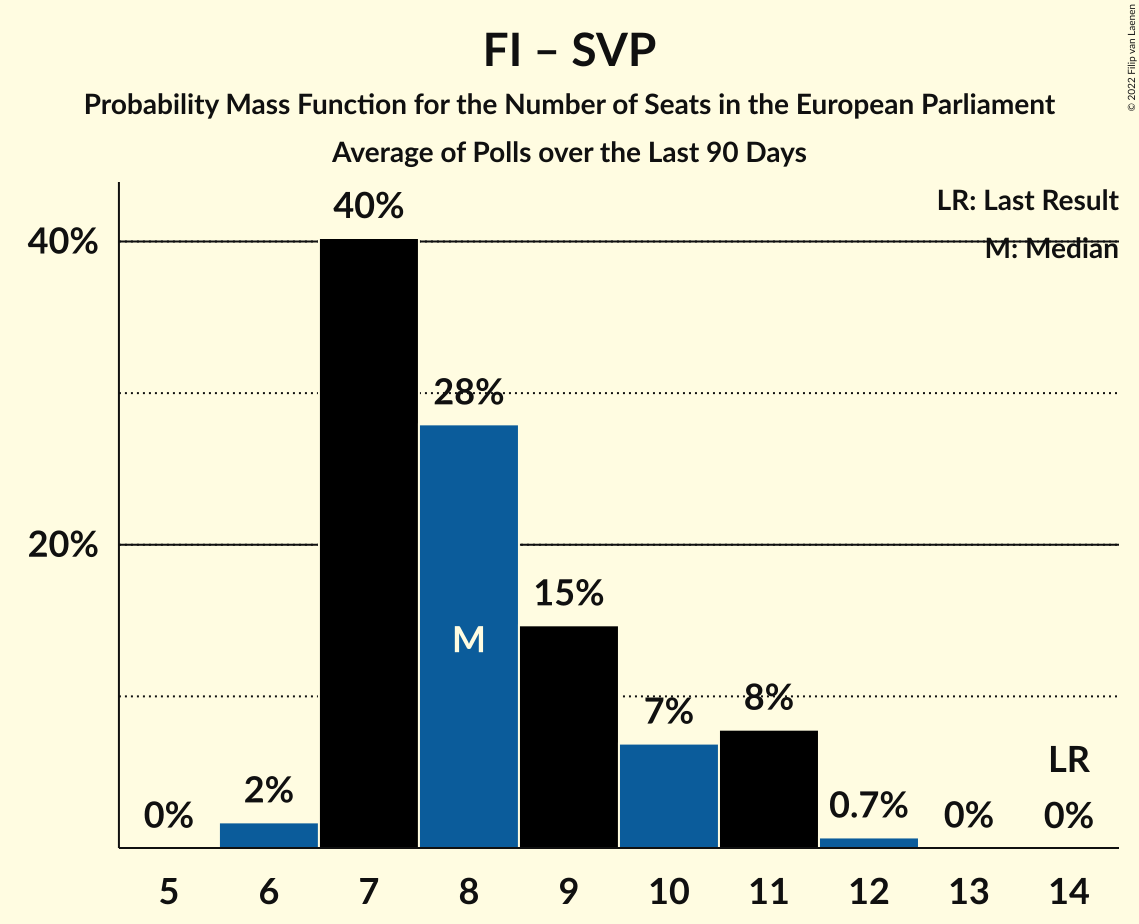 FI – SVP
Probability Mass Function for the Number of Seats in the European Parliament
Average of Polls over the Last 90 Days
© 2022 Filip van Laenen
LR: Last Result
M: Median
40%
20%
0%
2%
40%
28%
M
15%
7%
8%
0.7%
0%
LR
0%
5 6 7 8 9 10 11 12 13 14